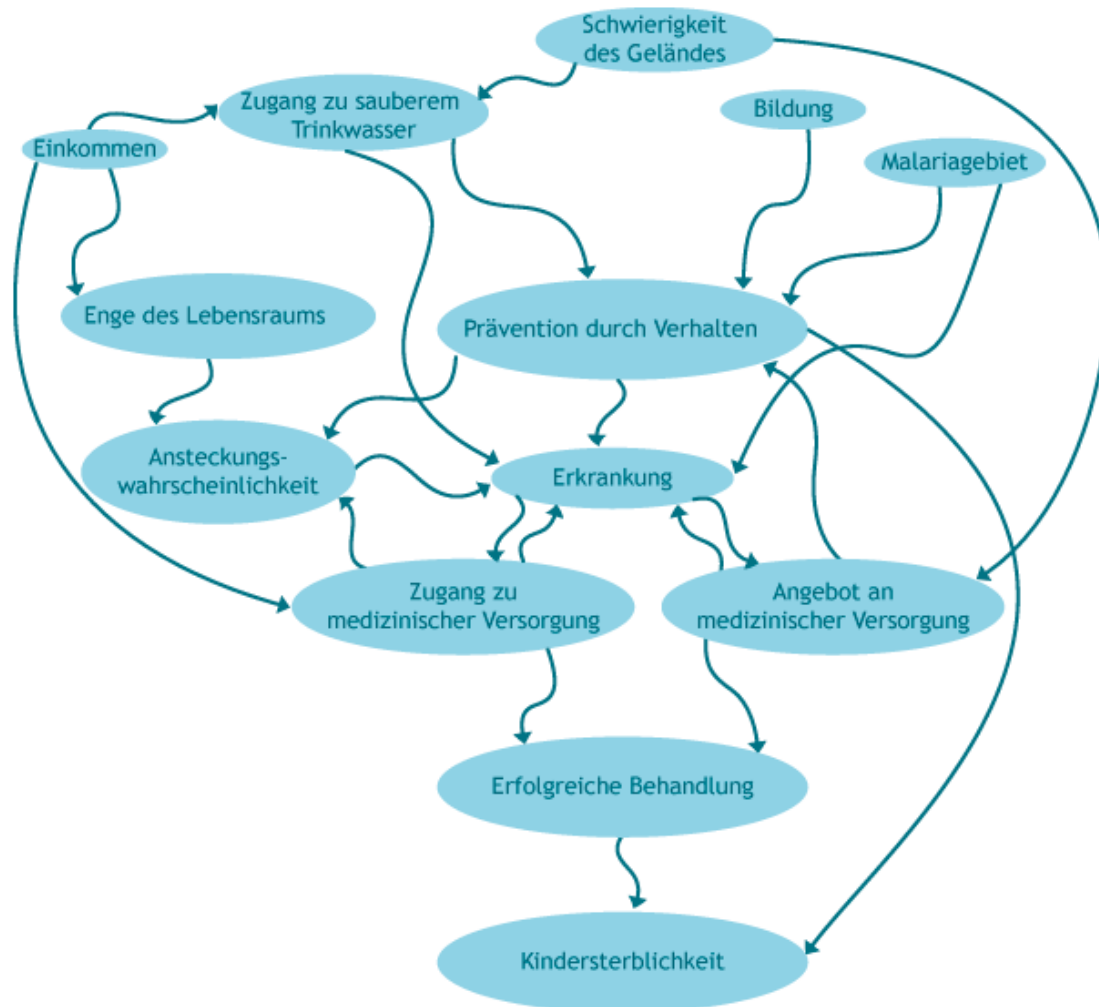 Schwierigkeit
des Geländes
Zugang zu sauberem
Trinkwasser
Bildung
Einkommen
Malariagebiet
Enge des Lebensraums
Prävention durch Verhalten
Ansteckungs-
wahrscheinlichkeit
Erkrankung
Zugang zu
medizinischer Versorgung
Angebot an
medizinischer Versorgung
Erfolgreiche Behandlung
Kindersterblichkeit